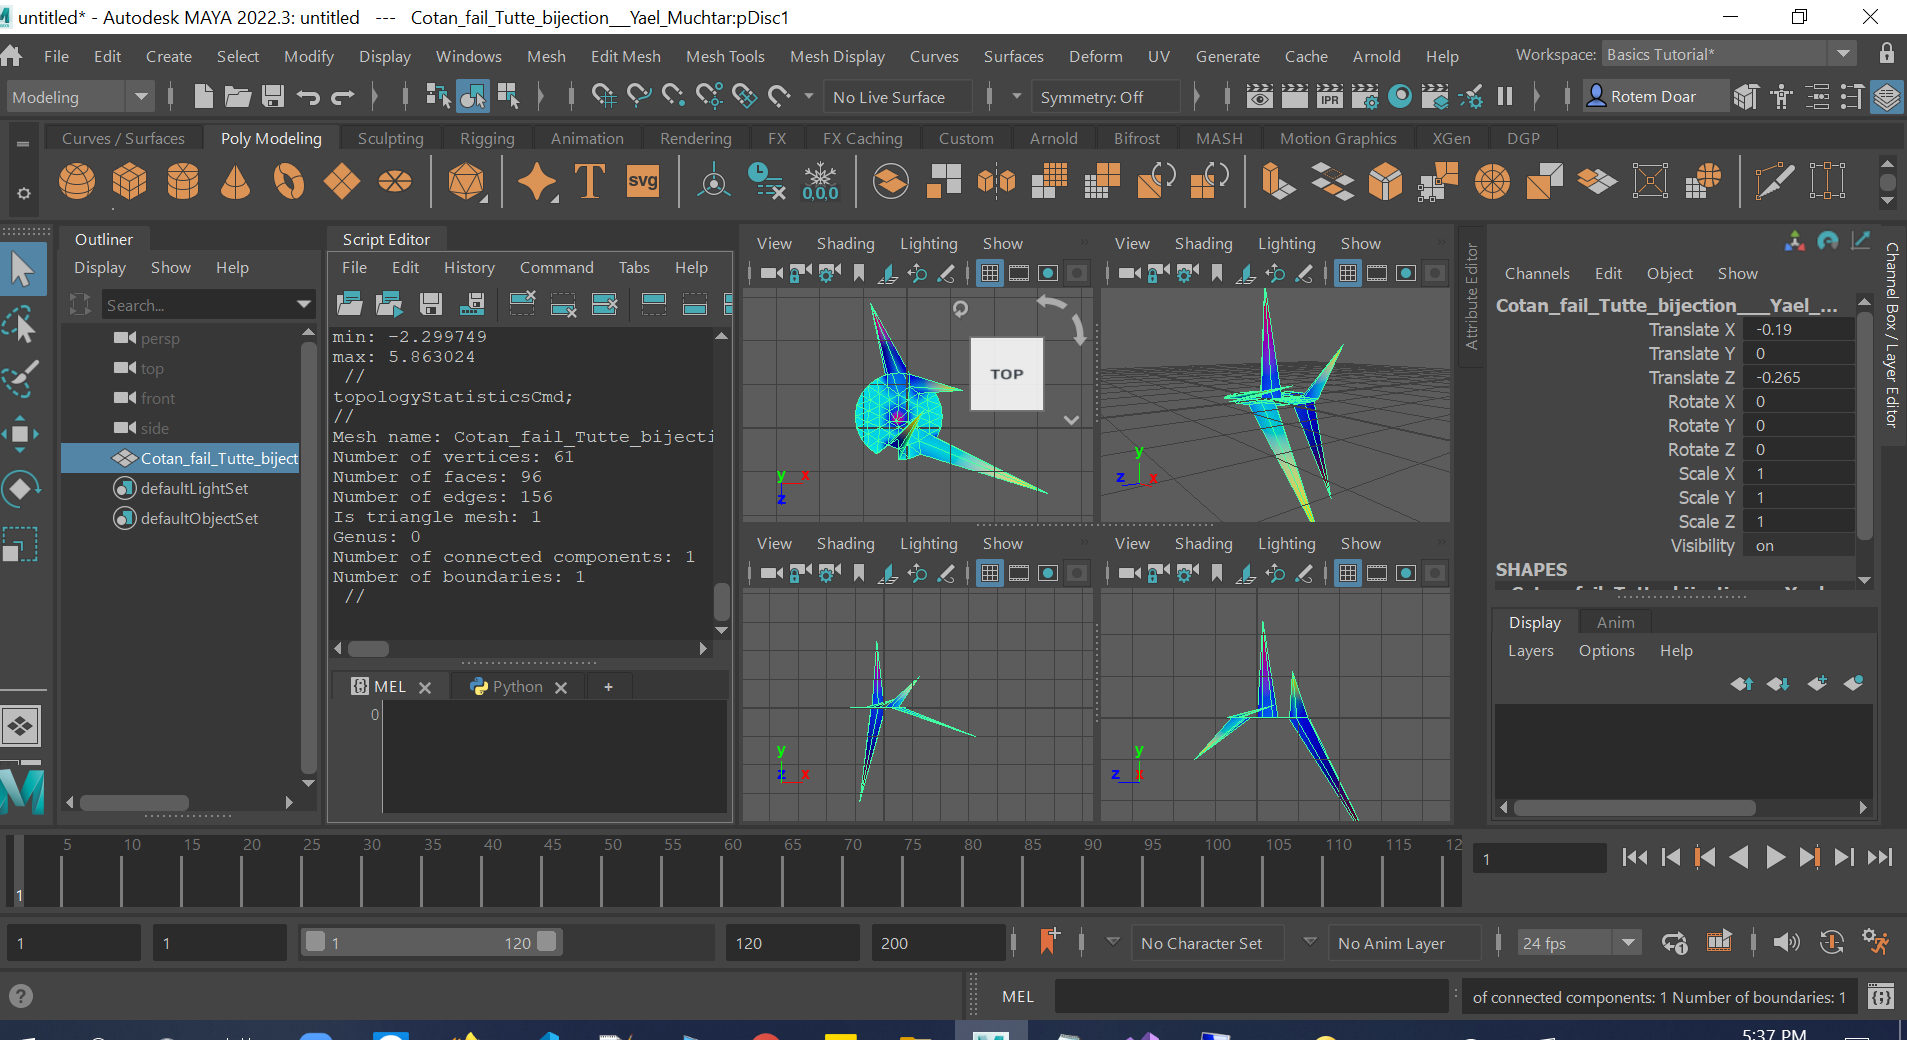 untitled* - Autodesk MAYA 2022.3: untitled   ---   Cotan_fail_Tutte_bijection___Yael_Muchtar:pDisc1
File Edit Create Select Modify Display Windows Mesh Edit Mesh Mesh Tools Mesh Display Curves Surfaces Deform UV Generate Cache Arnold Help Workspace: Basics Tutorial*
Modeling No Live Surface Symmetry: Off IPR Rotem Doar
Curves / Surfaces Poly Modeling Sculpting Rigging Animation Rendering FX FX Caching Custom Arnold Bifrost MASH Motion Graphics XGen DGP
T svg 0,0,0
Outliner
Display Show Help
Search...
persp
top
front
side
Cotan_fail_Tutte_biject
defaultLightSet
defaultObjectSet
Script Editor
File Edit History Command Tabs Help
min: -2.299749
max: 5.863024
//
topologyStatisticsCmd;
//
Mesh name: Cotan_fail_Tutte_bijecti
Number of vertices: 61
Number of faces: 96
Number of edges: 156
Is triangle mesh: 1
Genus: 0
Number of connected components: 1
Number of boundaries: 1
//
MEL Python +
0
View Shading Lighting Show
TOP
y x z
View Shading Lighting Show
y z x
View Shading Lighting Show
y z x
View Shading Lighting Show
y z x
Attribute Editor
Channels Edit Object Show
Cotan_fail_Tutte_bijection___Yael_...
Translate X -0.19
Translate Y 0
Translate Z -0.265
Rotate X 0
Rotate Y 0
Rotate Z 0
Scale X 1
Scale Y 1
Scale Z 1
Visibility on
SHAPES
Display Anim
Layers Options Help
Channel Box / Layer Editor
5 10 15 20 25 30 35 40 45 50 55 60 65 70 75 80 85 90 95 100 105 110 115 12
1
1
1 1 1 120 120 200 No Character Set No Anim Layer 24 fps
MEL of connected components: 1 Number of boundaries: 1
5:37 PM